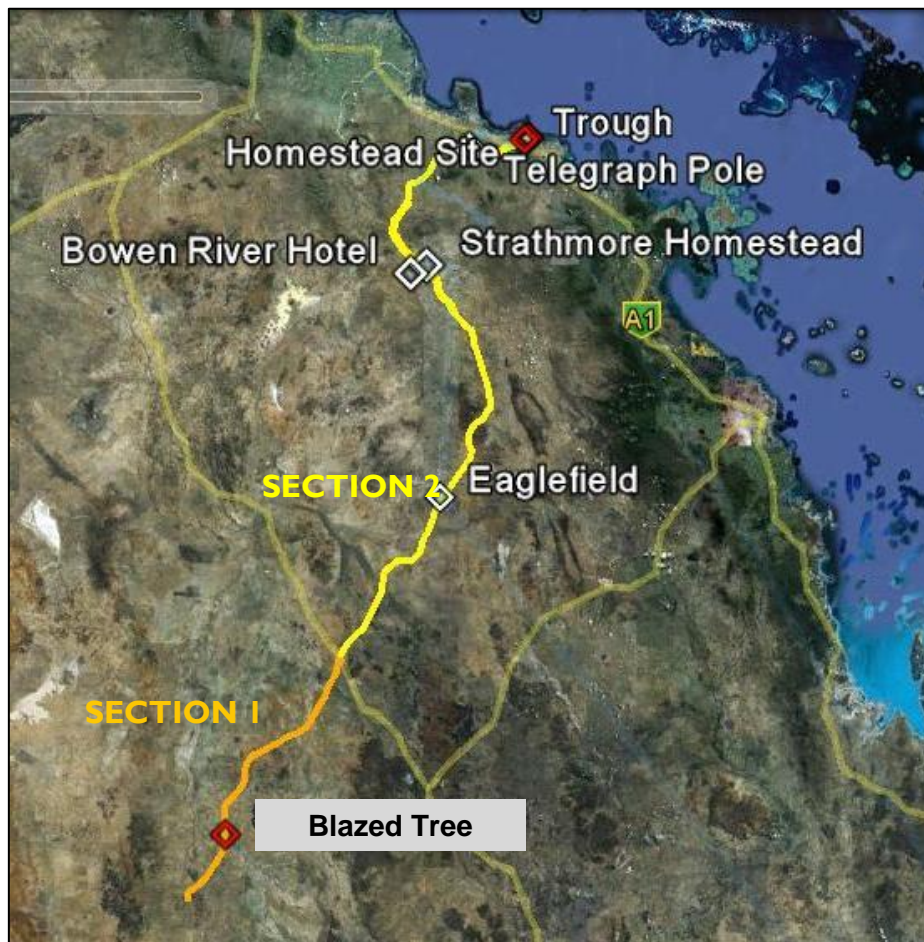 Trough
Homestead Site
Telegraph Pole
Bowen River Hotel
Strathmore Homestead
A1
SECTION 2
Eaglefield
SECTION 1
Blazed Tree